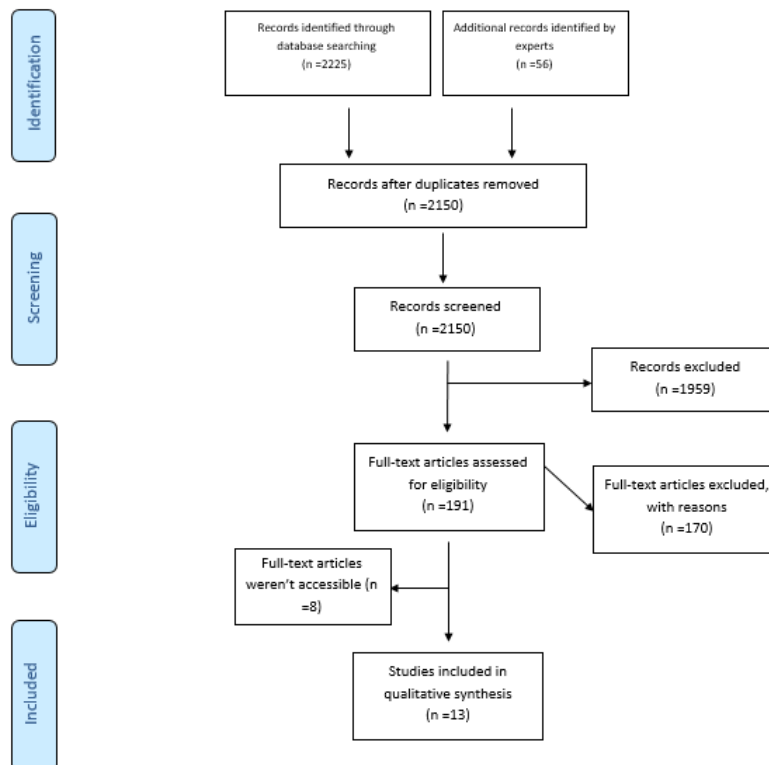 Identification
Records identified through
database searching
(n =2225)
Additional records identified by
experts
(n =56)
Records after duplicates removed
(n =2150)
Screening
Records screened
(n =2150)
Records excluded
(n =1959)
Eligibility
Full-text articles assessed
for eligibility
(n =191)
Full-text articles excluded,
with reasons
(n =170)
Full-text articles
weren't accessible (n
=8)
Included
Studies included in
qualitative synthesis
(n =13)